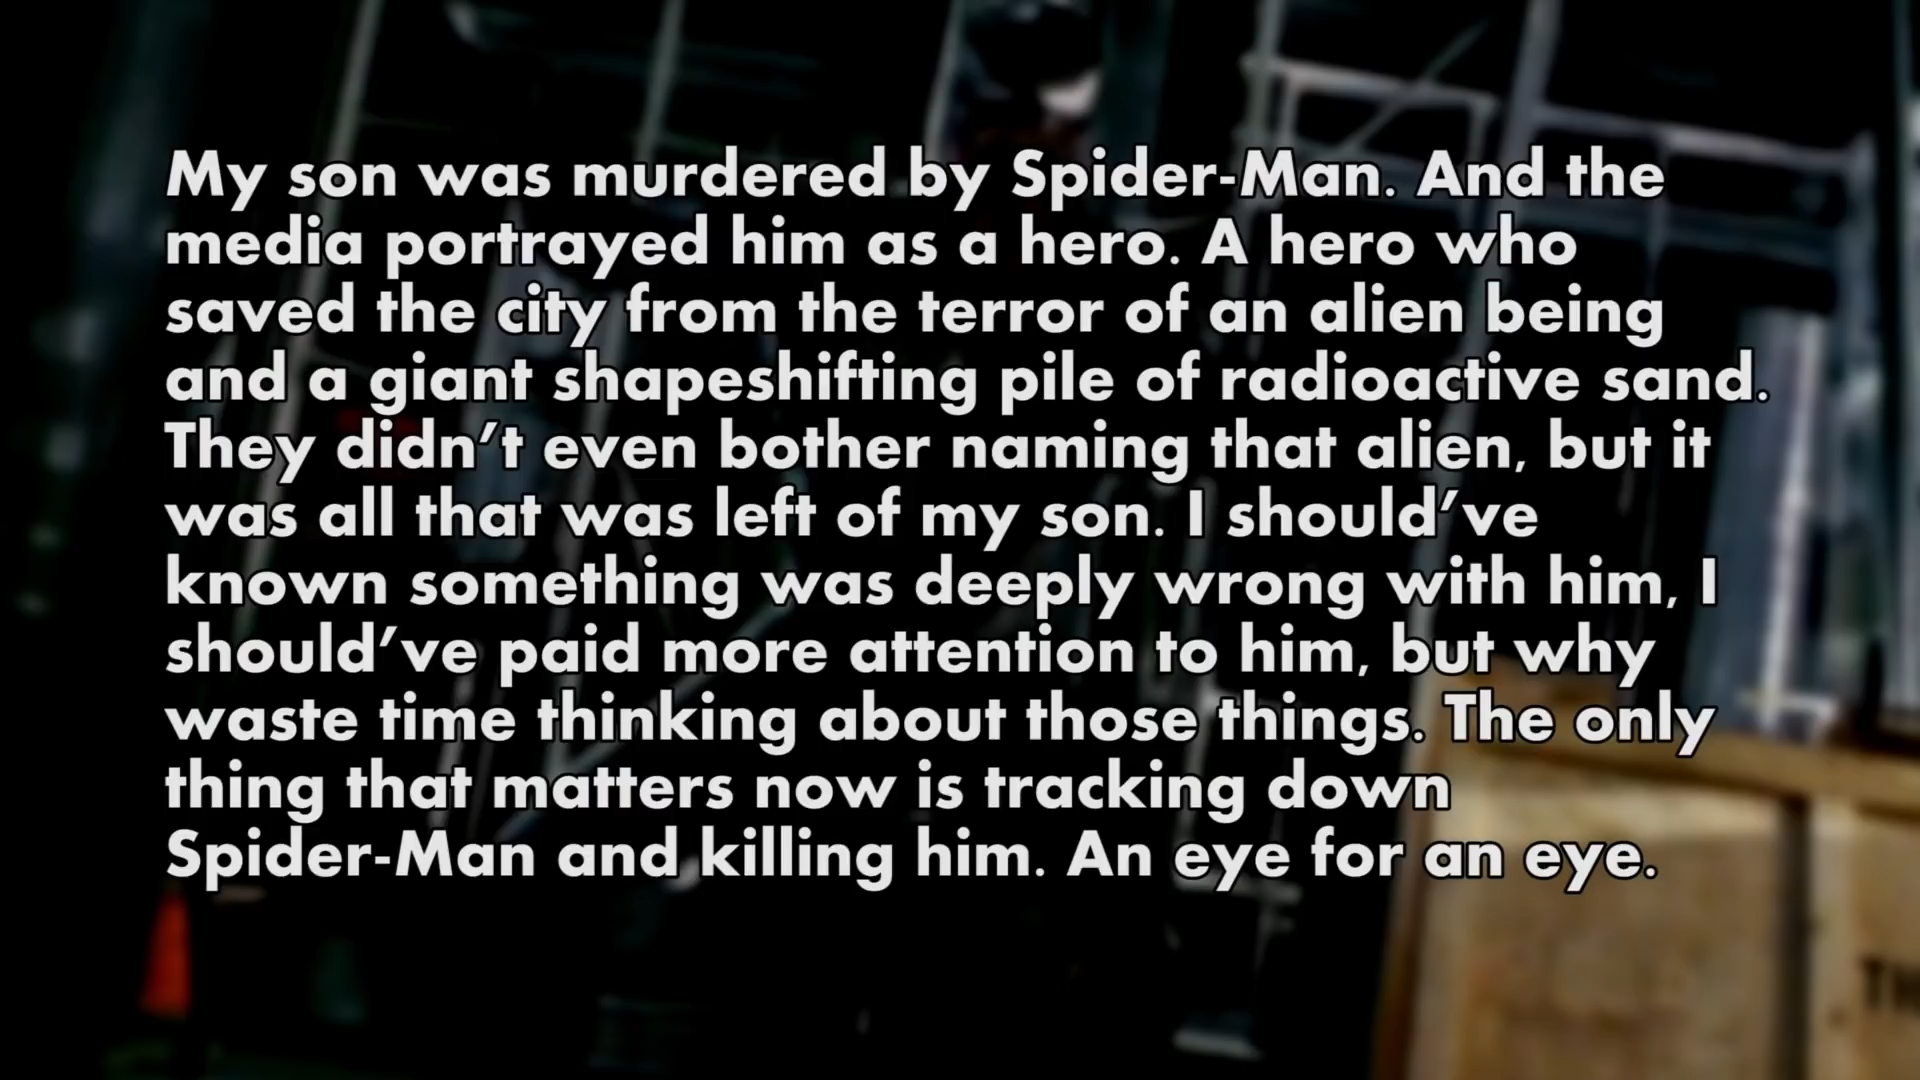 My son was murdered by Spider-Man. And the
media portrayed him as a hero. A hero who
saved the city from the terror of an alien being
and a giant shapeshifting pile of radioactive sand.
They didn’t even bother naming that alien, but it
was all that was left of my son. I should’ve
known something was deeply wrong with him, I
should’ve paid more attention to him, but why
waste time thinking about those things. The only
thing that matters now is tracking down
Spider-Man and killing him. An eye for an eye.